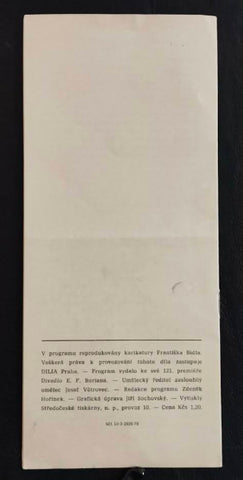 V programu reprodukovány karikatury Františka Bidla.
Veškerá práva k provozování tohoto díla zastupuje
DILIA Praha. — Program vydalo ke své 121. premiéře
Divadlo E. F. Buriana. — Umělecký ředitel zasloužilý
umělec Josef Větrovec. — Redakce programu Zdeněk
Hořínek. — Grafická úprava Jiří Sochovský. — Vytiskly
Středočeské tiskárny, n. p., provoz 10. — Cena Kčs 1,20.